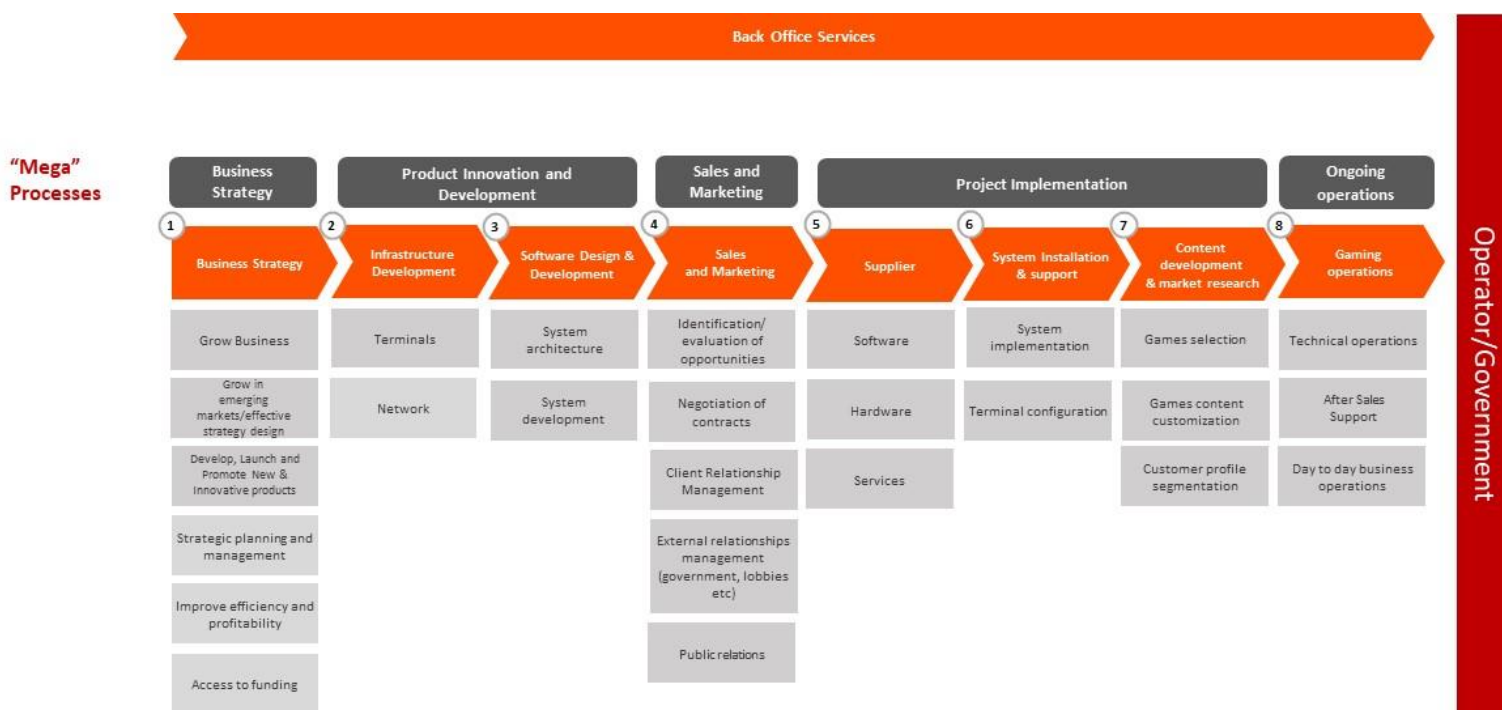 Back Office Services
“Mega”
Processes
Business
Strategy
Product Innovation and
Development
Sales and
Marketing
Project Implementation
Ongoing
operations
1
Business Strategy
2
Infrastructure
Development
3
Software Design &
Development
4
Sales
and Marketing
5
Supplier
6
System Installation
& support
7
Content
development
& market research
8
Gaming
operations
Grow Business
Grow in
emerging
markets/effective
strategy design
Develop, Launch and
Promote New &
Innovative products
Strategic planning and
management
Improve efficiency and
profitability
Access to funding
Terminals
Network
System
architecture
System
development
Identification/
evaluation of
opportunities
Negotiation of
contracts
Client Relationship
Management
External relationships
management
(government, lobbies
etc)
Public relations
Software
Hardware
Services
System
implementation
Terminal configuration
Games selection
Games content
customization
Customer profile
segmentation
Technical operations
After Sales
Support
Day to day business
operations
Operator/Government